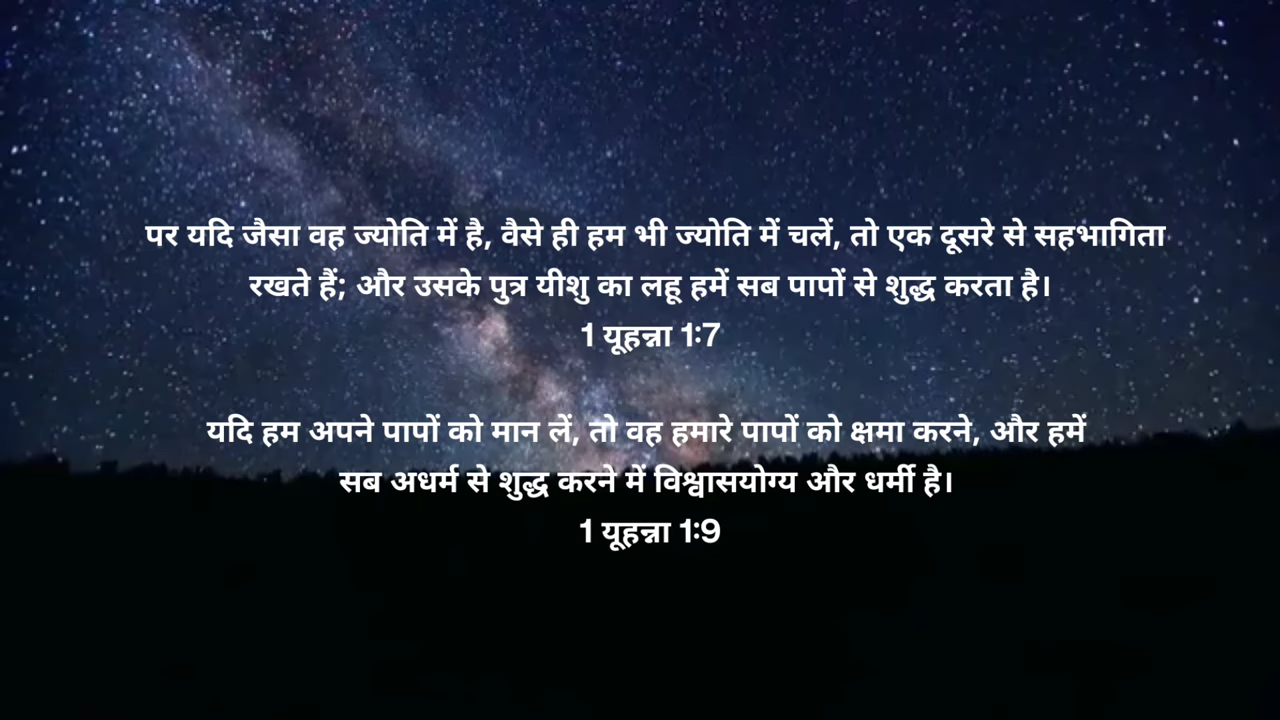 पर यदि जैसा वह ज्योति में है, वैसे ही हम भी ज्योति में चलें, तो एक दूसरे से सहभागिता
रखते हैं; और उसके पुत्र यीशु का लहू हमें सब पापों से शुद्ध करता है।
1 यूहन्ना 1:7
यदि हम अपने पापों को मान लें, तो वह हमारे पापों को क्षमा करने, और हमें
सब अधर्म से शुद्ध करने में विश्वासयोग्य और धर्मी है।
1 यूहन्ना 1:9